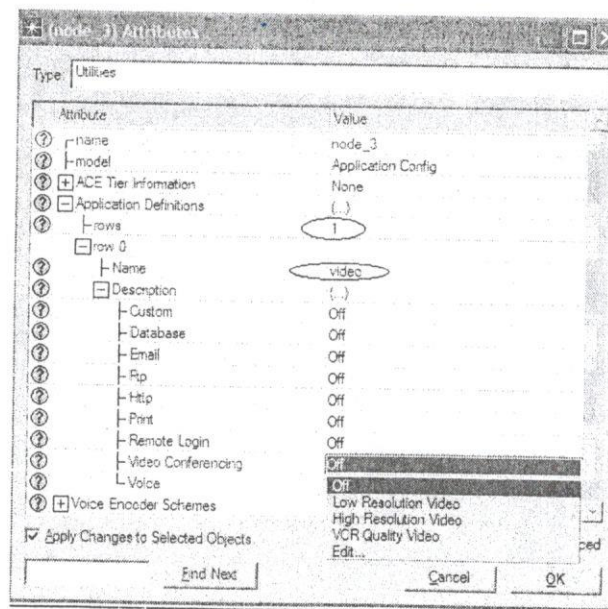 (node_3) Attributes
Type: Utilities
Attribute Value
name node_3
model Application Config
ACE Tier Information None
Application Definitions (...)
rows 1
row 0
Name video
Description (...)
Custom Off
Database Off
Email Off
Ftp Off
Http Off
Print Off
Remote Login Off
Video Conferencing Off
Voice Off
Voice Encoder Schemes Low Resolution Video
High Resolution Video
VCR Quality Video
Apply Changes to Selected Objects Edit...
Find Next Cancel OK